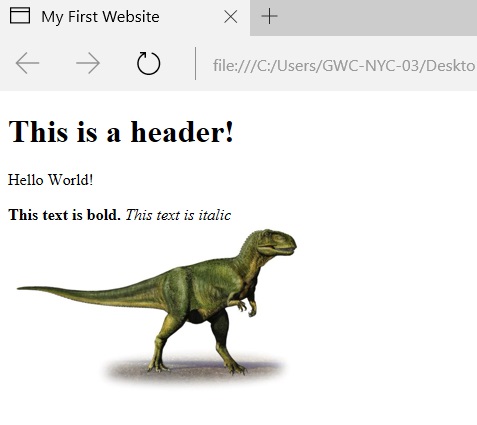 My First Website
file:///C:/Users/GWC-NYC-03/Deskto
This is a header!
Hello World!
This text is bold. This text is italic